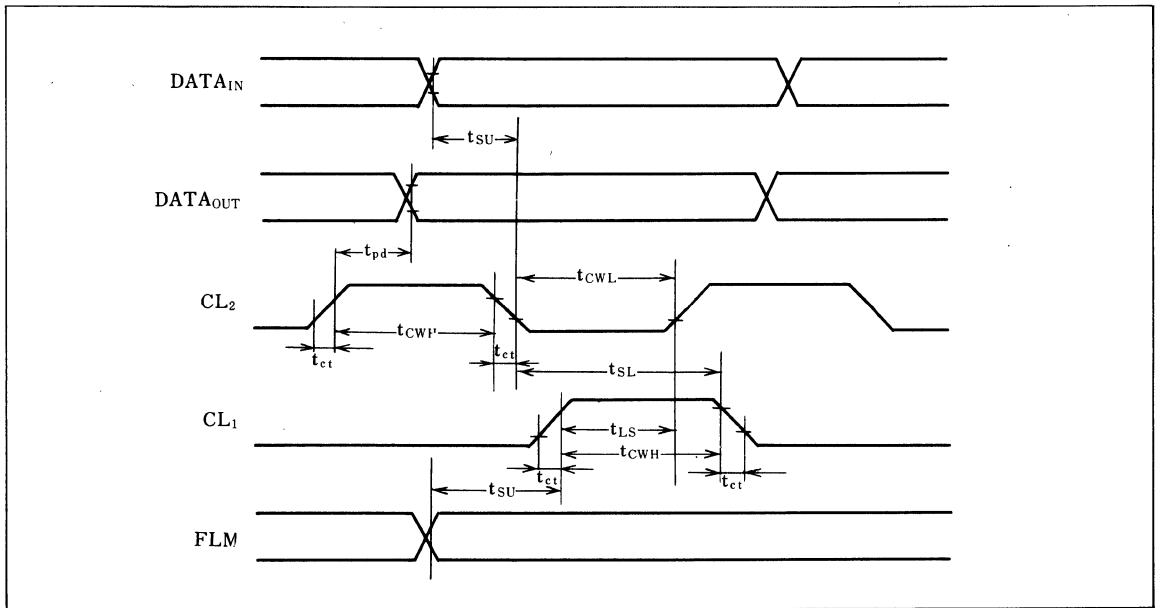 DATAIN
tSU
DATAOUT
tpd
tCWL
CL2
tCWH
tct
tct
tSL
CL1
tLS
tCWH
tct
tct
tSU
FLM